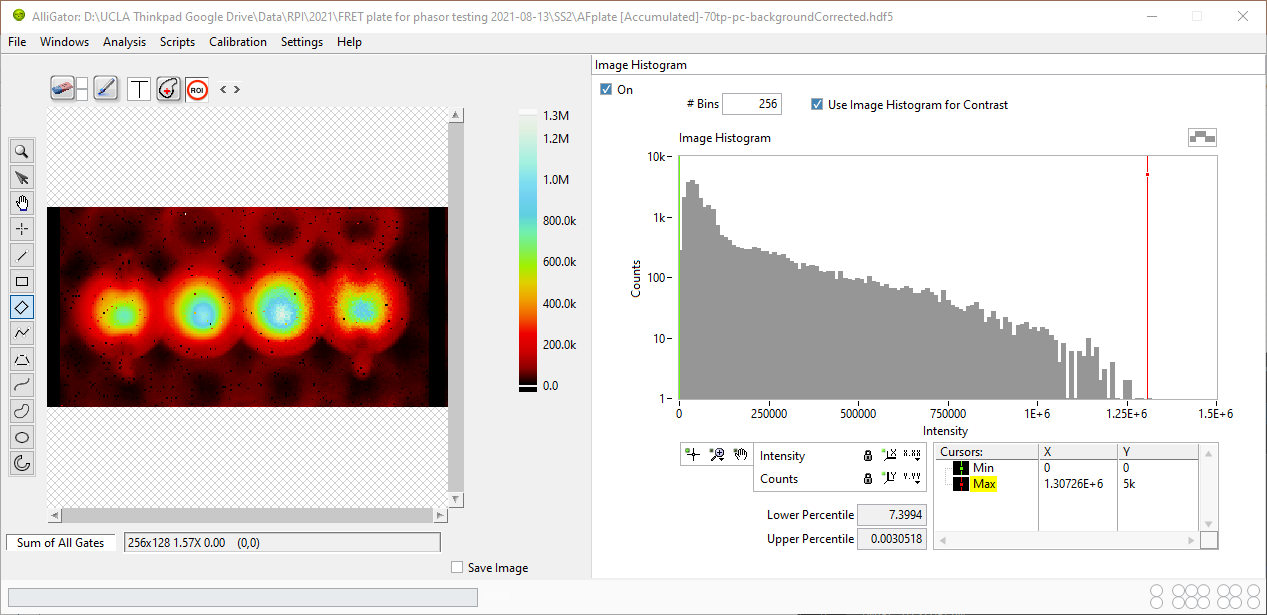 AlliGator: D:\UCLA Thinkpad Google Drive\Data\RPI\2021\FRET plate for phasor testing 2021-08-13\SS2\AFplate [Accumulated]-70tp-pc-backgroundCorrected.hdf5
File Windows Analysis Scripts Calibration Settings Help
Image Histogram
On
# Bins 256
Use Image Histogram for Contrast
T
ROI
< >
1.3M
1.2M
1.0M
800.0k
600.0k
400.0k
200.0k
0.0
Image Histogram
10k
1k
100
10
1
Counts
0 250000 500000 750000 1E+6 1.25E+6 1.5E+6
Intensity
Intensity X X.XX
Counts Y Y.YY
Cursors: X Y
Min 0 0
Max 1.30726E+6 5k
Lower Percentile 7.3994
Upper Percentile 0.0030518
Sum of All Gates 256x128 1.57X 0.00 (0,0)
Save Image